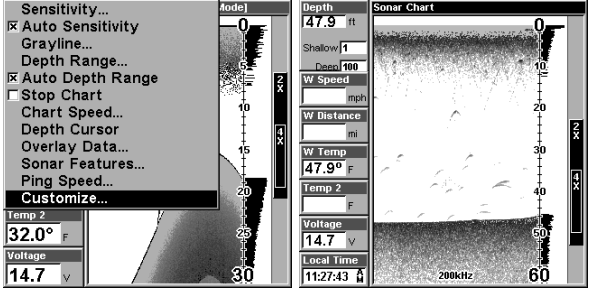 Sensitivity...
Auto Sensitivity
Grayline...
Depth Range...
Auto Depth Range
Stop Chart
Chart Speed...
Depth Cursor
Overlay Data...
Sonar Features...
Ping Speed...
Customize...
Temp 2
32.0° F
Voltage
14.7 V
Mode]
0
5
10
15
20
25
30
2X
4X
Depth
47.9 ft
Shallow 1
Deep 100
W Speed
mph
W Distance
mi
W Temp
47.9° F
Temp 2
F
Voltage
14.7 V
Local Time
11:27:43 AM
Sonar Chart
0
10
20
30
40
50
60
200kHz
2X
4X